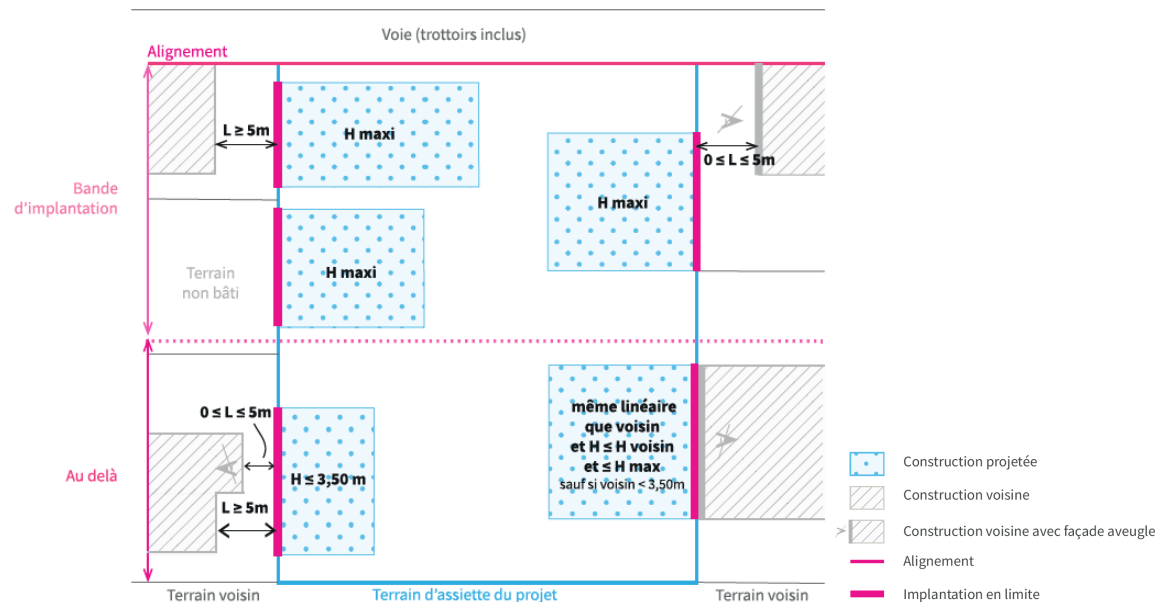 Voie (trottoirs inclus)
Alignement
L ≥ 5m
H maxi
0 ≤ L ≤ 5m
Bande
d'implantation
H maxi
H maxi
Terrain
non bâti
0 ≤ L ≤ 5m
Au delà
H ≤ 3,50 m
L ≥ 5m
même linéaire
que voisin
et H ≤ H voisin
et ≤ H max
sauf si voisin < 3,50m
Terrain voisin
Terrain d'assiette du projet
Terrain voisin
Construction projetée
Construction voisine
Construction voisine avec façade aveugle
Alignement
Implantation en limite